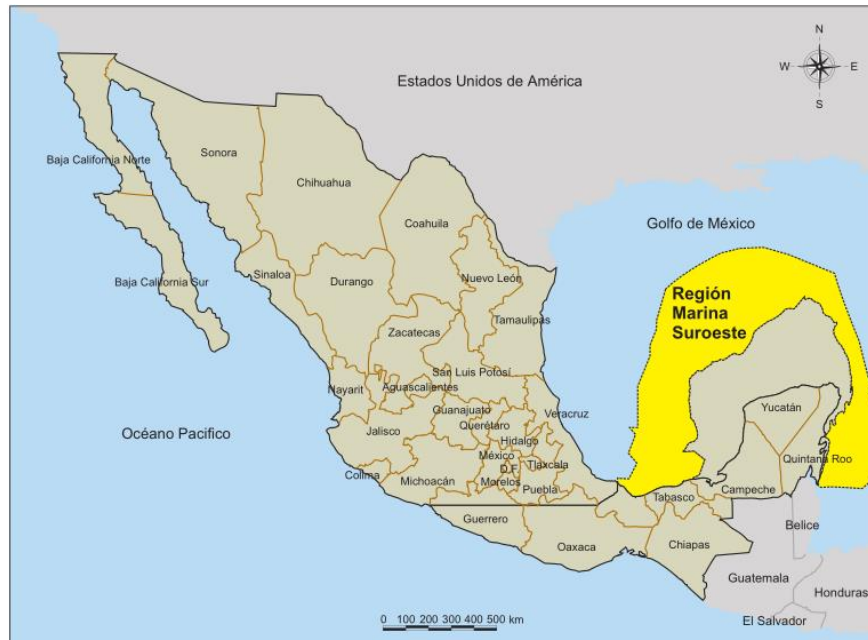 N
W E
S
Estados Unidos de América
Baja California Norte
Sonora
Chihuahua
Coahuila
Golfo de México
Sinaloa
Baja California Sur
Durango
Nuevo León
Región
Marina
Suroeste
Tamaulipas
Zacatecas
San Luis Potosí
Nayarit
Aguascalientes
Guanajuato
Veracruz
Yucatán
Querétaro
Jalisco
Océano Pacifico
Hidalgo
México
D.F.
Tlaxcala
Quintana Roo
Colima
Michoacán
Morelos
Puebla
Campeche
Tabasco
Guerrero
Belice
Oaxaca
Chiapas
Guatemala
Honduras
El Salvador
0 100 200 300 400 500 km